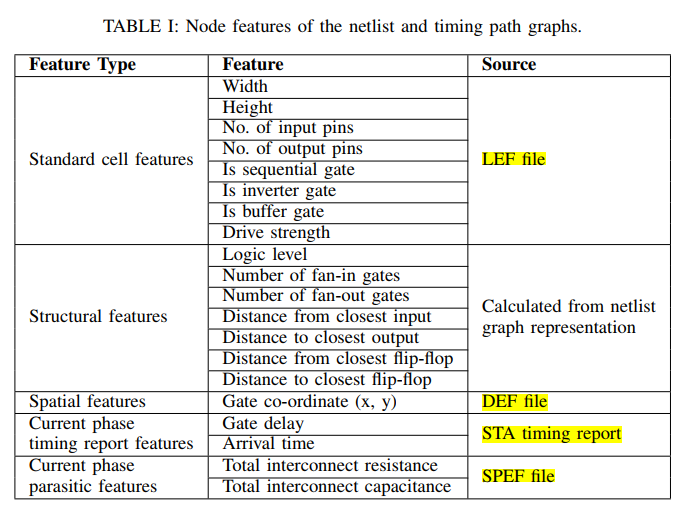 TABLE I: Node features of the netlist and timing path graphs.
Feature Type Feature Source
Standard cell features
Width
Height
No. of input pins
No. of output pins
Is sequential gate
Is inverter gate
Is buffer gate
Drive strength
LEF file
Structural features
Logic level
Number of fan-in gates
Number of fan-out gates
Distance from closest input
Distance to closest output
Distance from closest flip-flop
Distance to closest flip-flop
Calculated from netlist
graph representation
Spatial features Gate co-ordinate (x, y) DEF file
Current phase
timing report features
Gate delay
Arrival time
STA timing report
Current phase
parasitic features
Total interconnect resistance
Total interconnect capacitance
SPEF file